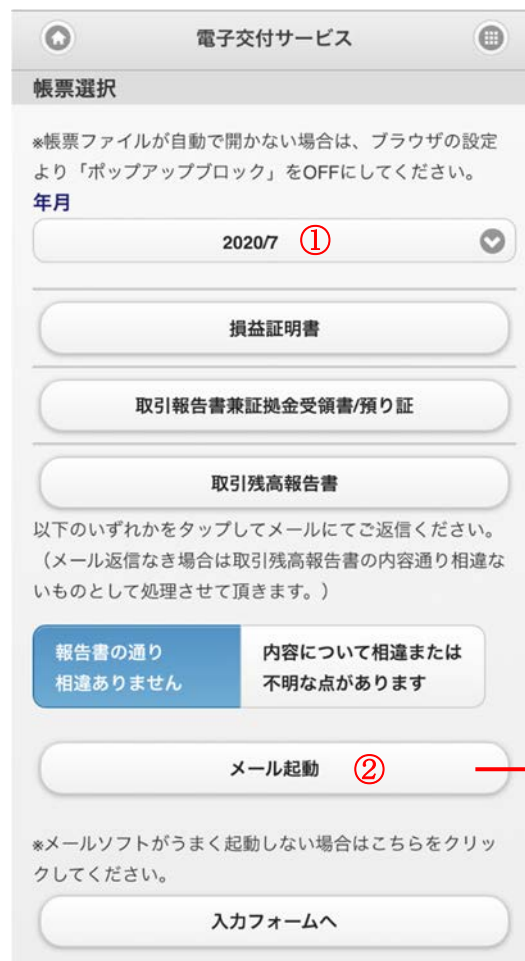 電子交付サービス
帳票選択
※帳票ファイルが自動で開かない場合は、ブラウザの設定
より「ポップアップブロック」をOFFにしてください。
年月
2020/7 ①
損益証明書
取引報告書兼証拠金受領書/預り証
取引残高報告書
以下のいずれかをタップしてメールにてご返信ください。
（メール返信なき場合は取引残高報告書の内容通り相違な
いものとして処理させて頂きます。）
報告書の通り
相違ありません
内容について相違または
不明な点があります
メール起動 ②
※メールソフトがうまく起動しない場合はこちらをクリッ
クしてください。
入力フォームへ